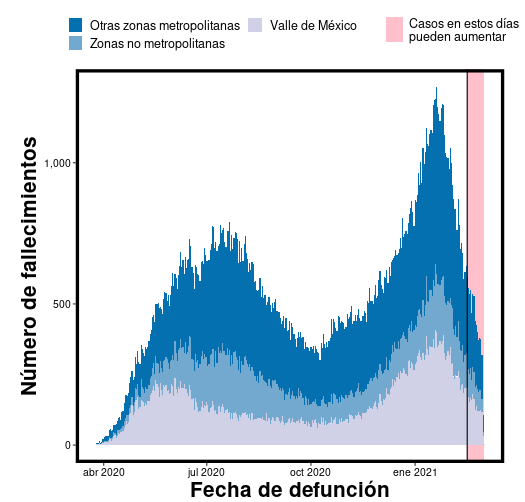 Otras zonas metropolitanas
Valle de México
Casos en estos días
pueden aumentar
Zonas no metropolitanas
Número de fallecimientos
1,000
500
0
abr 2020
jul 2020
oct 2020
ene 2021
Fecha de defunción